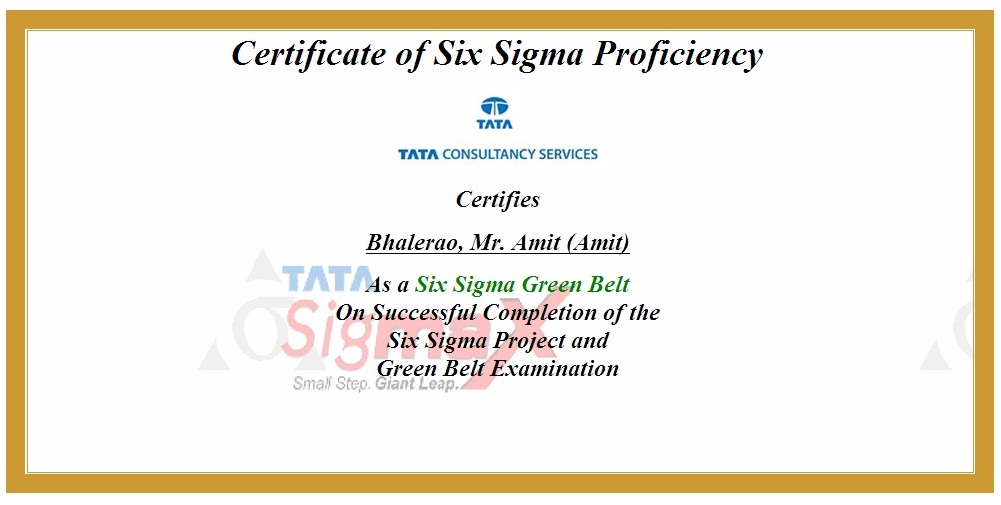 Certificate of Six Sigma Proficiency
TATA
TATA CONSULTANCY SERVICES
Certifies
Bhalerao, Mr. Amit (Amit)
TATA
As a Six Sigma Green Belt
On Successful Completion of the
SigmaX
Six Sigma Project and
Green Belt Examination
Small Step. Giant Leap.